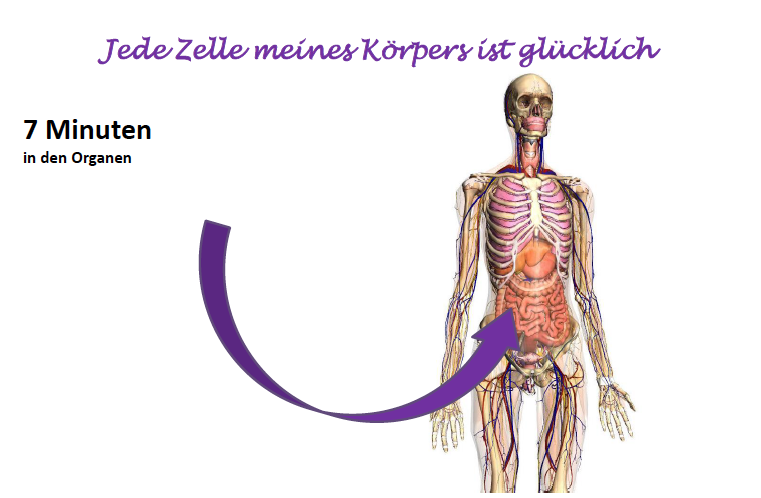 Jede Zelle meines Körpers ist glücklich
7 Minuten
in den Organen